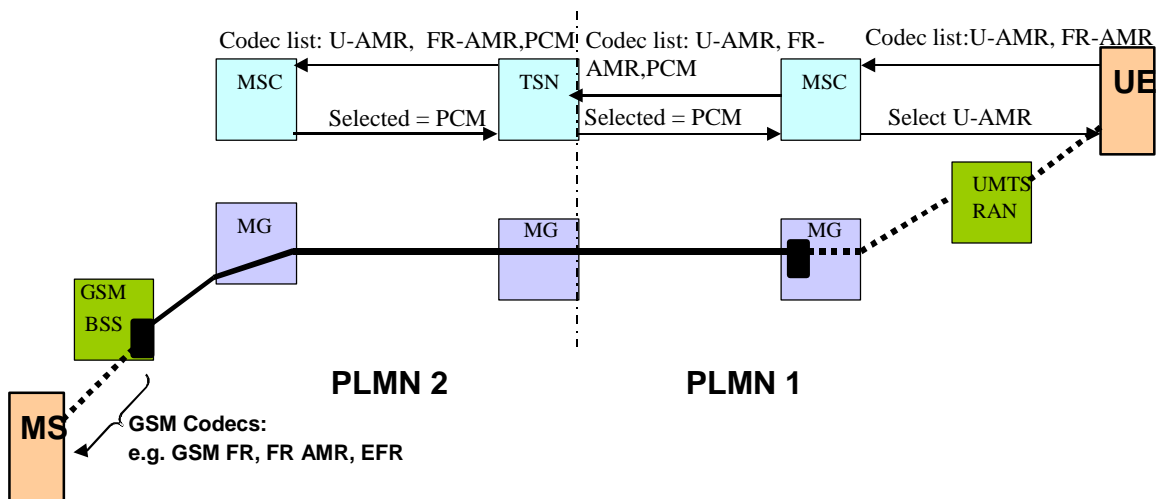 Codec list: U-AMR, FR-AMR,PCM
Codec list: U-AMR, FR-
AMR,PCM
Codec list:U-AMR, FR-AMR
MSC
TSN
MSC
UE
Selected = PCM
Selected = PCM
Select U-AMR
UMTS
RAN
MG
MG
MG
GSM
BSS
PLMN 2
PLMN 1
MS
GSM Codecs:
e.g. GSM FR, FR AMR, EFR